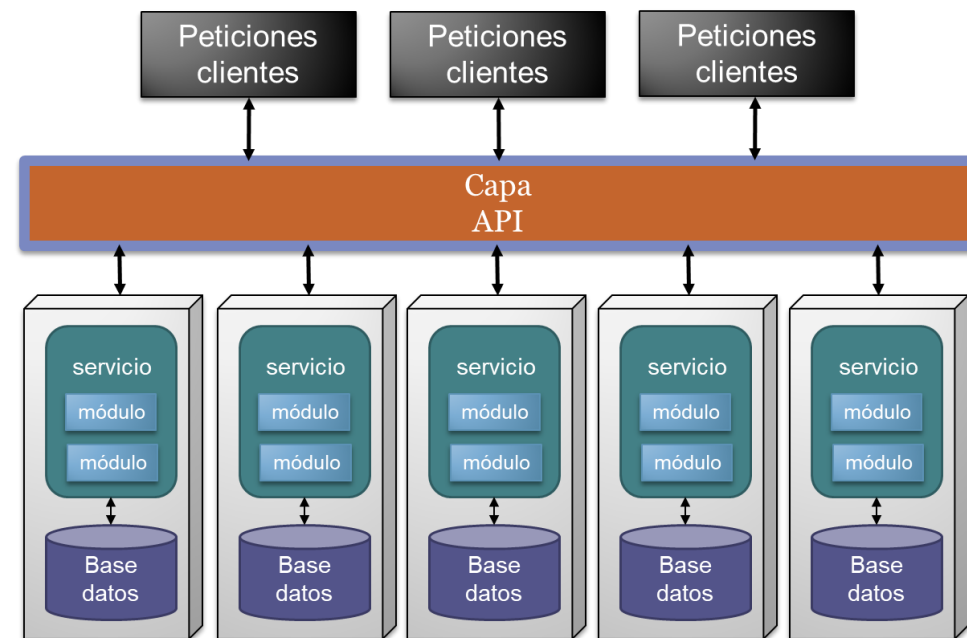 Peticiones
clientes
Peticiones
clientes
Peticiones
clientes
Capa
API
servicio
módulo
módulo
Base
datos
servicio
módulo
módulo
Base
datos
servicio
módulo
módulo
Base
datos
servicio
módulo
módulo
Base
datos
servicio
módulo
módulo
Base
datos